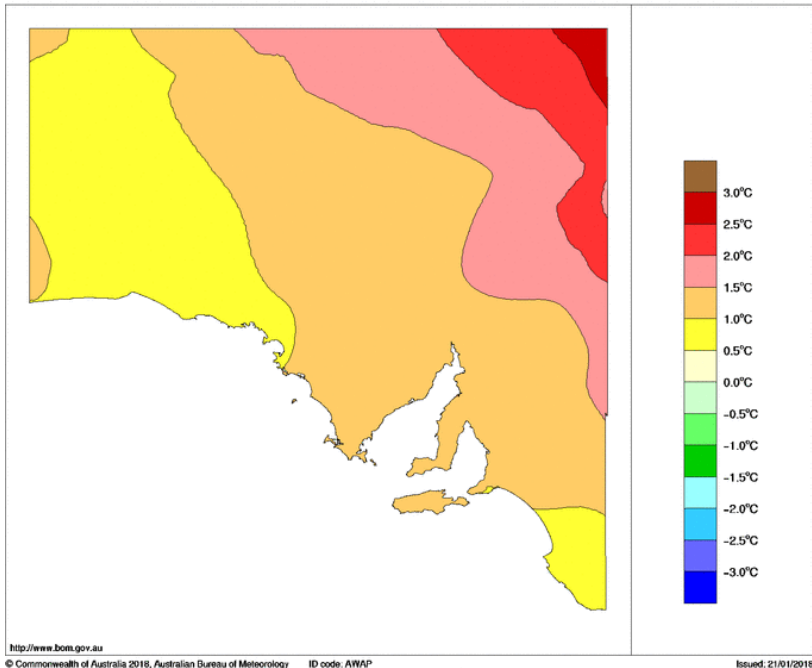 3.0°C
2.5°C
2.0°C
1.5°C
1.0°C
0.5°C
0.0°C
-0.5°C
-1.0°C
-1.5°C
-2.0°C
-2.5°C
-3.0°C
http://www.bom.gov.au
© Commonwealth of Australia 2018, Australian Bureau of Meteorology ID code: AWAP Issued: 21/01/201